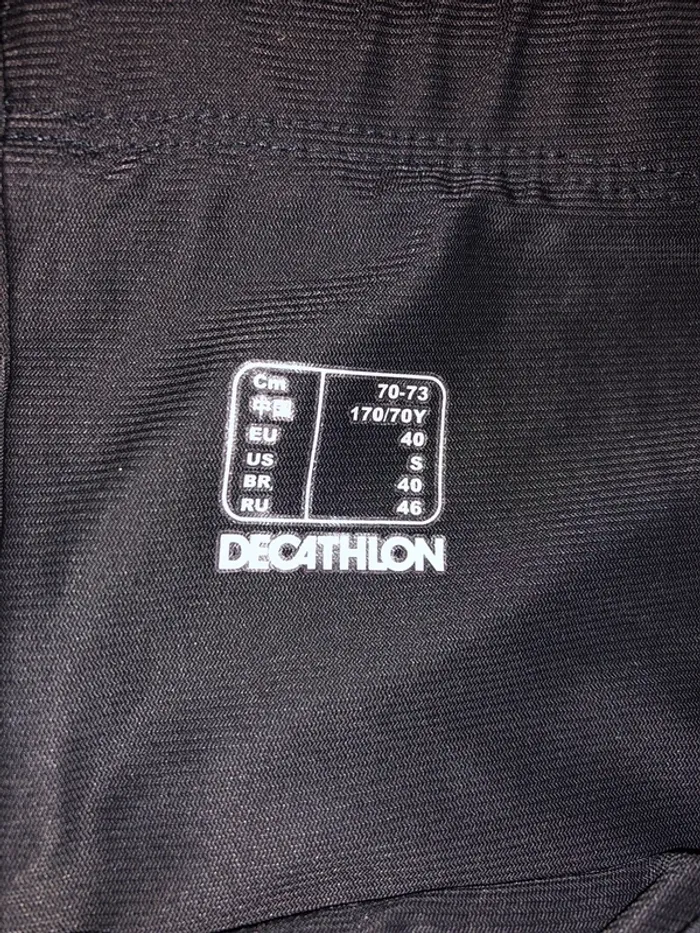 Cm 70-73
中國 170/70Y
EU 40
US S
BR 40
RU 46
DECATHLON